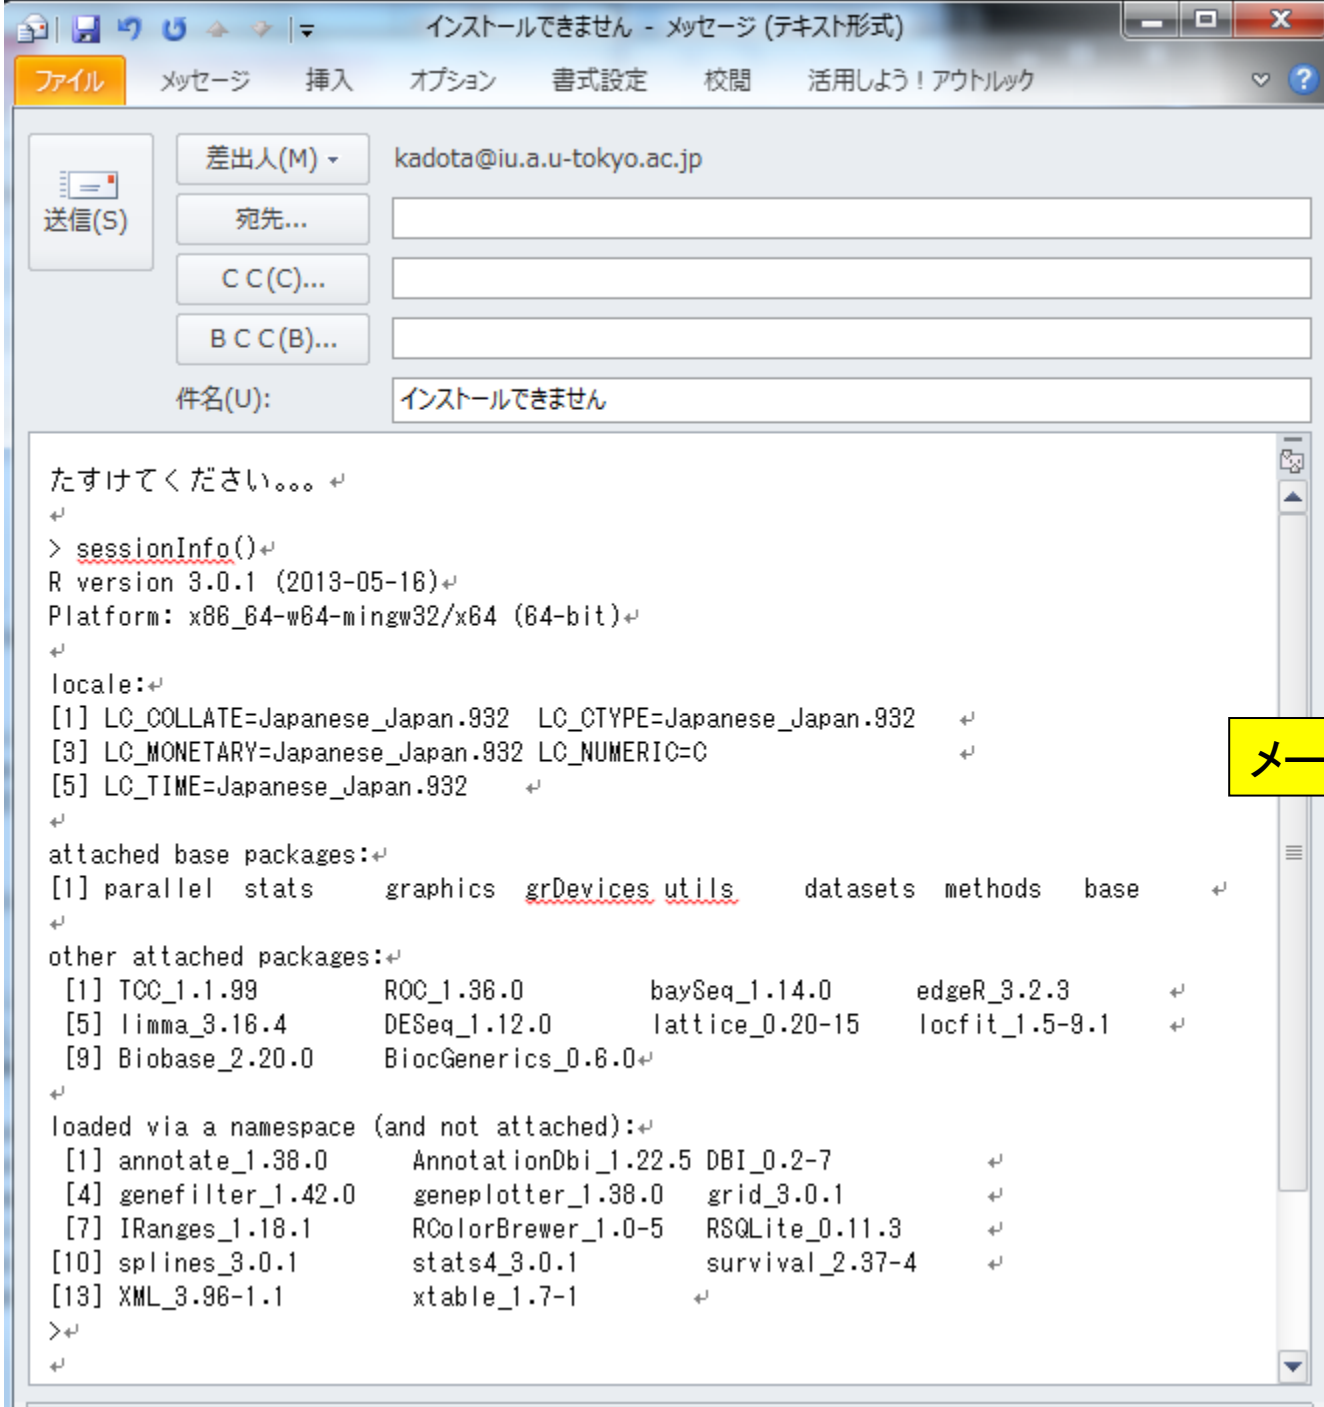 インストールできません - メッセージ (テキスト形式)
ファイル メッセージ 挿入 オプション 書式設定 校閲 活用しよう！アウトルック
差出人(M) kadota@iu.a.u-tokyo.ac.jp
送信(S)
宛先...
C C(C)...
B C C(B)...
件名(U): インストールできません
たすけてください。。。
> sessionInfo()
R version 3.0.1 (2013-05-16)
Platform: x86_64-w64-mingw32/x64 (64-bit)
locale:
[1] LC_COLLATE=Japanese_Japan.932 LC_CTYPE=Japanese_Japan.932
[3] LC_MONETARY=Japanese_Japan.932 LC_NUMERIC=C
[5] LC_TIME=Japanese_Japan.932
メー
attached base packages:
[1] parallel stats graphics grDevices utils datasets methods base
other attached packages:
[1] TCC_1.1.99 ROC_1.36.0 baySeq_1.14.0 edgeR_3.2.3
[5] limma_3.16.4 DESeq_1.12.0 lattice_0.20-15 locfit_1.5-9.1
[9] Biobase_2.20.0 BiocGenerics_0.6.0
loaded via a namespace (and not attached):
[1] annotate_1.38.0 AnnotationDbi_1.22.5 DBI_0.2-7
[4] genefilter_1.42.0 geneplotter_1.38.0 grid_3.0.1
[7] IRanges_1.18.1 RColorBrewer_1.0-5 RSQLite_0.11.3
[10] splines_3.0.1 stats4_3.0.1 survival_2.37-4
[13] XML_3.96-1.1 xtable_1.7-1
>